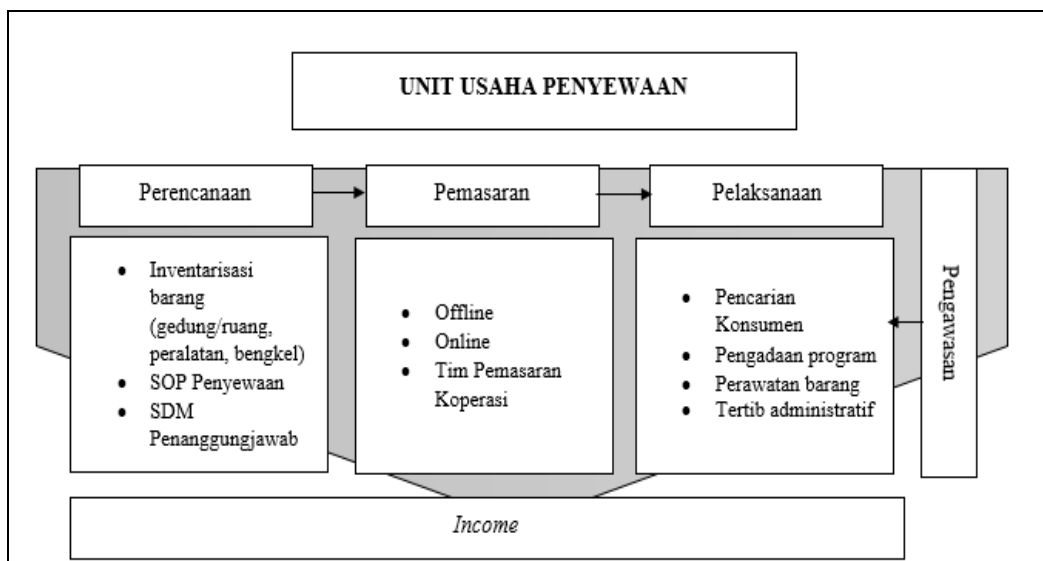 UNIT USAHA PENYEWAAN
Perencanaan
Pemasaran
Pelaksanaan
• Inventarisasi
barang
(gedung/ruang,
peralatan, bengkel)
• SOP Penyewaan
• SDM
Penanggungjawab
• Offline
• Online
• Tim Pemasaran
Koperasi
• Pencarian
Konsumen
• Pengadaan program
• Perawatan barang
• Tertib administratif
Pengawasan
Income